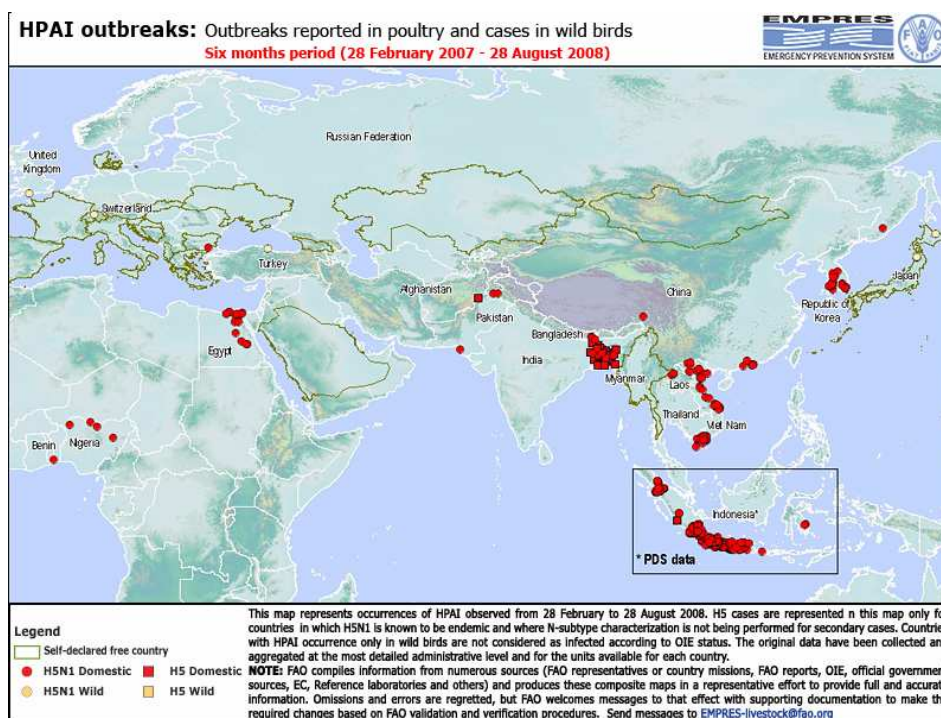 HPAI outbreaks: Outbreaks reported in poultry and cases in wild birds
Six months period (28 February 2007 - 28 August 2008)
EMPRES
EMERGENCY PREVENTION SYSTEM
FAO
Russian Federation
United
Kingdom
Switzerland
Turkey
Afghanistan
China
Japan
Republic of
Korea
Pakistan
Bangladesh
Egypt
India
Myanmar
Laos
Thailand
Viet Nam
Benin
Nigeria
Indonesia*
* PDS data
Legend
Self-declared free country
H5N1 Domestic
H5 Domestic
H5N1 Wild
H5 Wild
This map represents occurrences of HPAI observed from 28 February to 28 August 2008. H5 cases are represented n this map only fo
countries in which H5N1 is known to be endemic and where N-subtype characterization is not being performed for secondary cases. Countrie
with HPAI occurrence only in wild birds are not considered as infected according to OIE status. The original data have been collected an
aggregated at the most detailed administrative level and for the units available for each country.
NOTE: FAO compiles information from numerous sources (FAO representatives or country missions, FAO reports, OIE, official governmen
sources, EC, Reference laboratories and others) and produces these composite maps in a representative effort to provide full and accurat
information. Omissions and errors are regretted, but FAO welcomes messages to that effect with supporting documentation to make th
required changes based on FAO validation and verification procedures. Send messages to EMPRES-livestock@fao.org